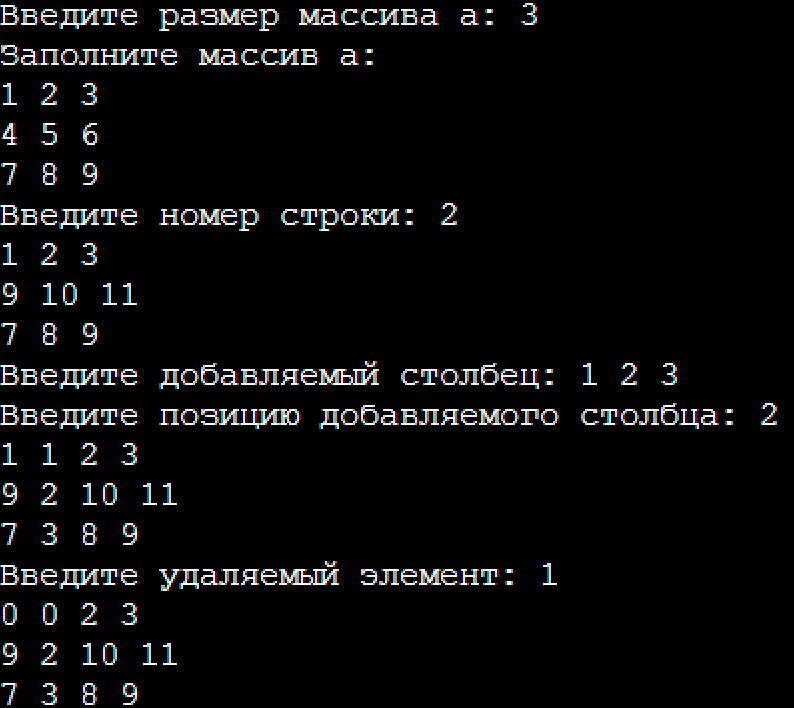 Введите размер массива а: 3
Заполните массив а:
1 2 3
4 5 6
7 8 9
Введите номер строки: 2
1 2 3
9 10 11
7 8 9
Введите добавляемый столбец: 1 2 3
Введите позицию добавляемого столбца: 2
1 1 2 3
9 2 10 11
7 3 8 9
Введите удаляемый элемент: 1
0 0 2 3
9 2 10 11
7 3 8 9